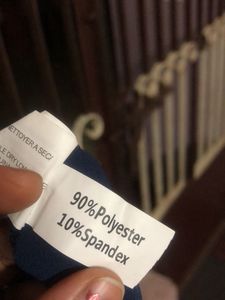 NETTOYER A SEC/
90%Polyester
10%Spandex